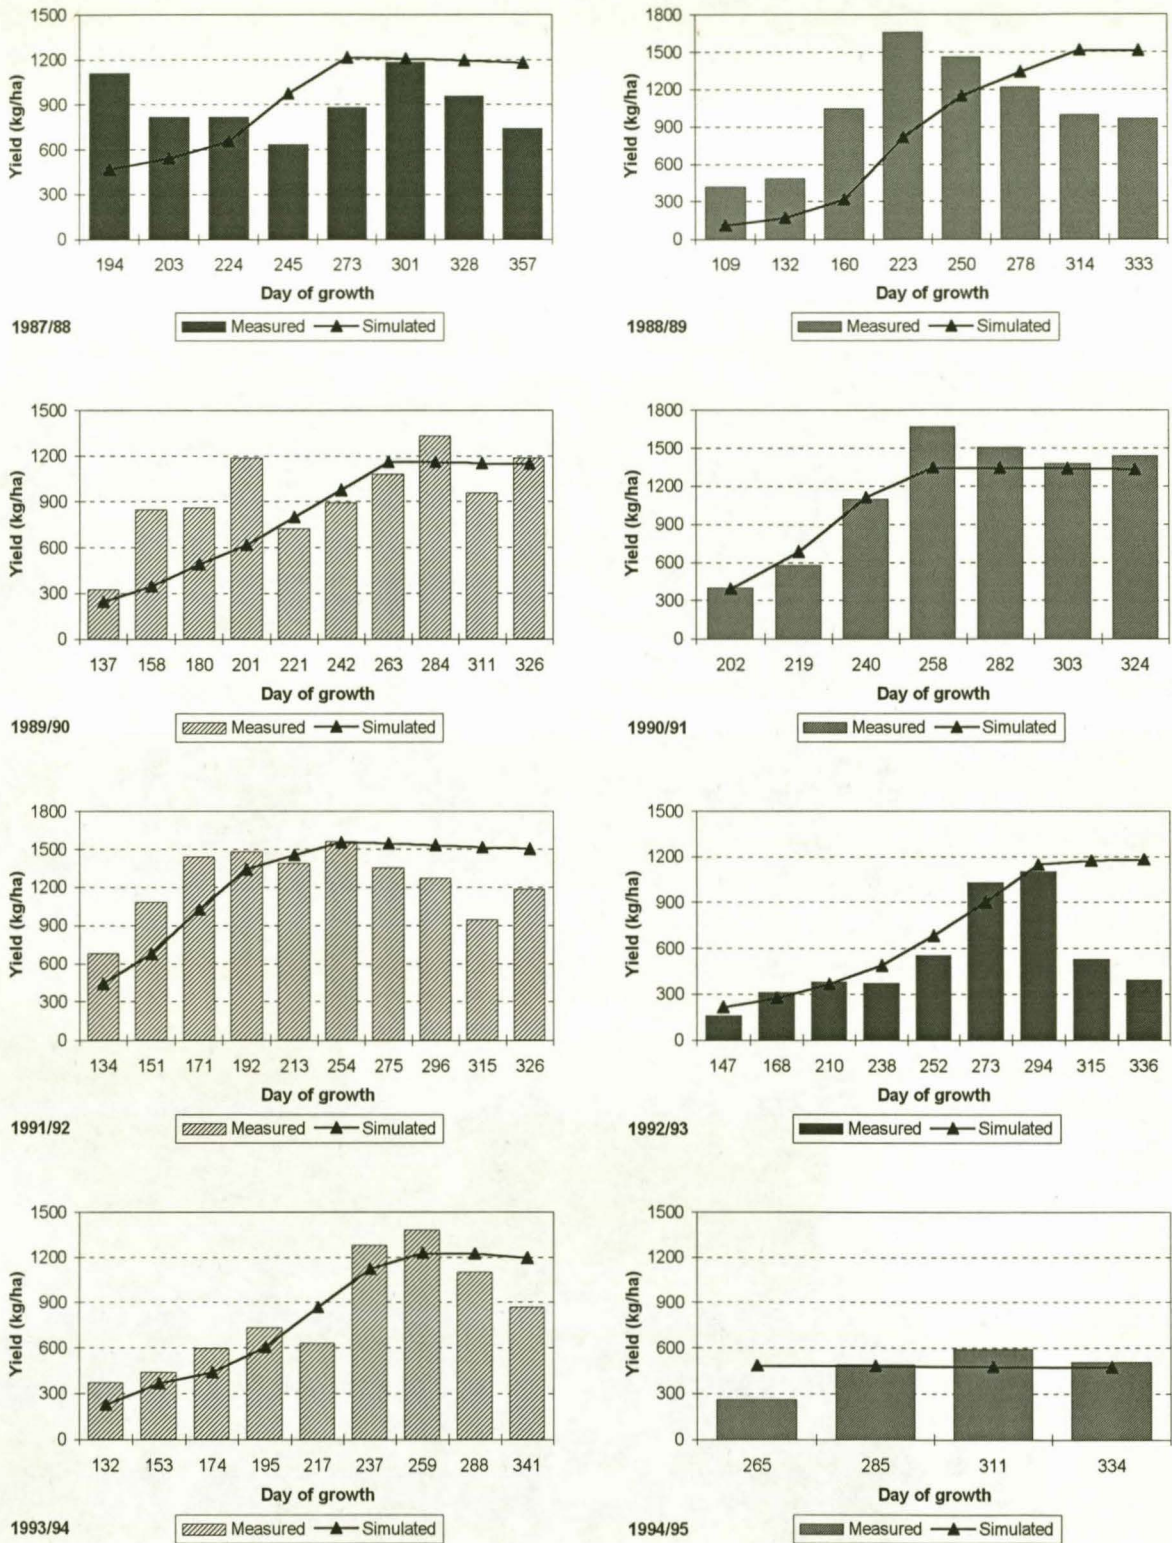 1500
1200
900
600
300
0
Yield (kg/ha)
194 203 224 245 273 301 328 357
Day of growth
1987/88
Measured Simulated
1800
1500
1200
900
600
300
0
Yield (kg/ha)
109 132 160 223 250 278 314 333
Day of growth
1988/89
Measured Simulated
1500
1200
900
600
300
0
Yield (kg/ha)
137 158 180 201 221 242 263 284 311 326
Day of growth
1989/90
Measured Simulated
1800
1500
1200
900
600
300
0
Yield (kg/ha)
202 219 240 258 282 303 324
Day of growth
1990/91
Measured Simulated
1800
1500
1200
900
600
300
0
Yield (kg/ha)
134 151 171 192 213 254 275 296 315 326
Day of growth
1991/92
Measured Simulated
1500
1200
900
600
300
0
Yield (kg/ha)
147 168 210 238 252 273 294 315 336
Day of growth
1992/93
Measured Simulated
1500
1200
900
600
300
0
Yield (kg/ha)
132 153 174 195 217 237 259 288 341
Day of growth
1993/94
Measured Simulated
1500
1200
900
600
300
0
Yield (kg/ha)
265 285 311 334
Day of growth
1994/95
Measured Simulated